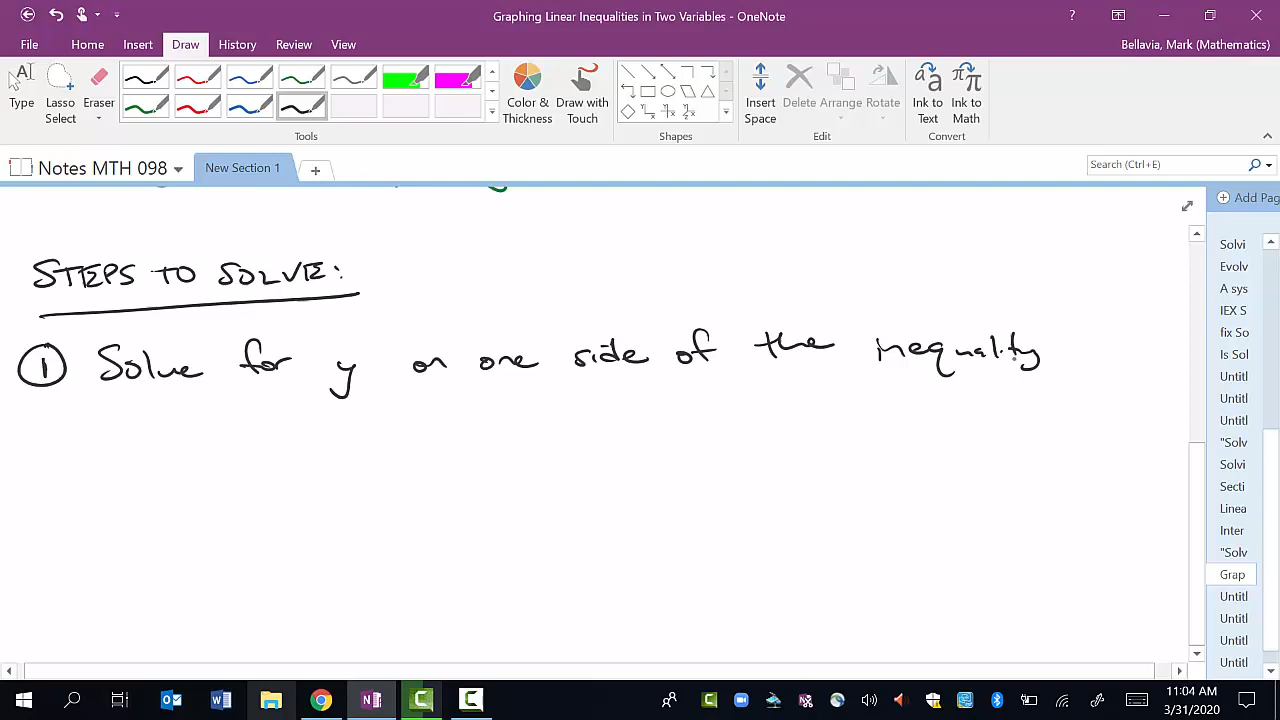 Graphing Linear Inequalities in Two Variables - OneNote
?
File Home Insert Draw History Review View
Bellavia, Mark (Mathematics)
Type
Lasso Select
Eraser
Color & Thickness
Draw with Touch
Insert Space
Delete
Arrange
Rotate
Ink to Text
Ink to Math
Tools
Shapes
Edit
Convert
Notes MTH 098
New Section 1
Search (Ctrl+E)
Add Pag
STEPS TO SOLVE:
① Solve for y on one side of the inequality
Solvi
Evolv
A sys
IEX S
fix So
Is Sol
Untitl
Untitl
Untitl
"Solv
Solvi
Secti
Linea
Inter
"Solv
Grap
Untitl
Untitl
Untitl
Untitl
11:04 AM
3/31/2020